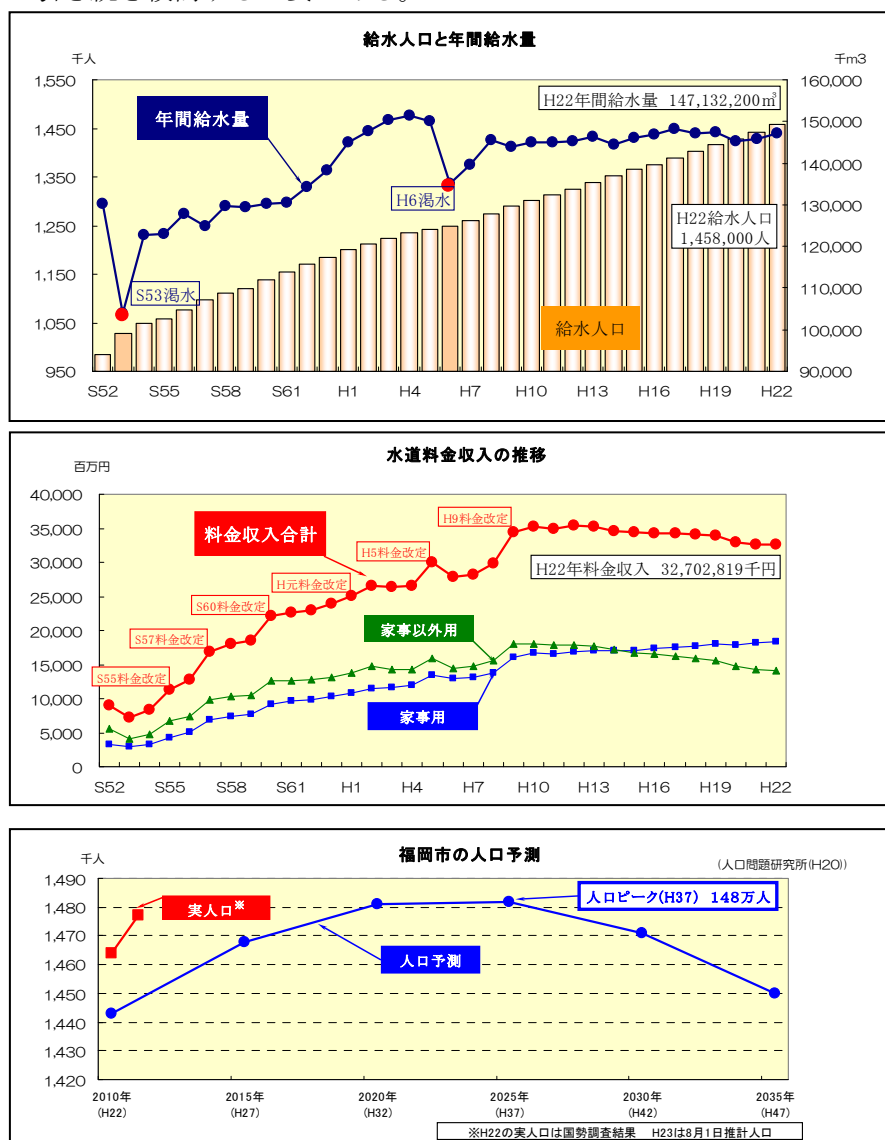 給水人口と年間給水量
千人
千m3
1,550
1,450
1,350
1,250
1,150
1,050
950
160,000
150,000
140,000
130,000
120,000
110,000
100,000
90,000
H22年間給水量 147,132,200㎥
年間給水量
H6渇水
S53渇水
H22給水人口
1,458,000人
給水人口
S52 S55 S58 S61 H1 H4 H7 H10 H13 H16 H19 H22
水道料金収入の推移
百万円
40,000
35,000
30,000
25,000
20,000
15,000
10,000
5,000
0
料金収入合計
H9料金改定
H5料金改定
H元料金改定
S60料金改定
S57料金改定
S55料金改定
H22年料金収入 32,702,819千円
家事以外用
家事用
S52 S55 S58 S61 H1 H4 H7 H10 H13 H16 H19 H22
福岡市の人口予測
千人
(人口問題研究所(H20))
1,490
1,480
1,470
1,460
1,450
1,440
1,430
1,420
実人口※
人口予測
人口ピーク(H37) 148万人
2010年 2015年 2020年 2025年 2030年 2035年
(H22) (H27) (H32) (H37) (H42) (H47)
※H22の実人口は国勢調査結果 H23は8月1日推計人口